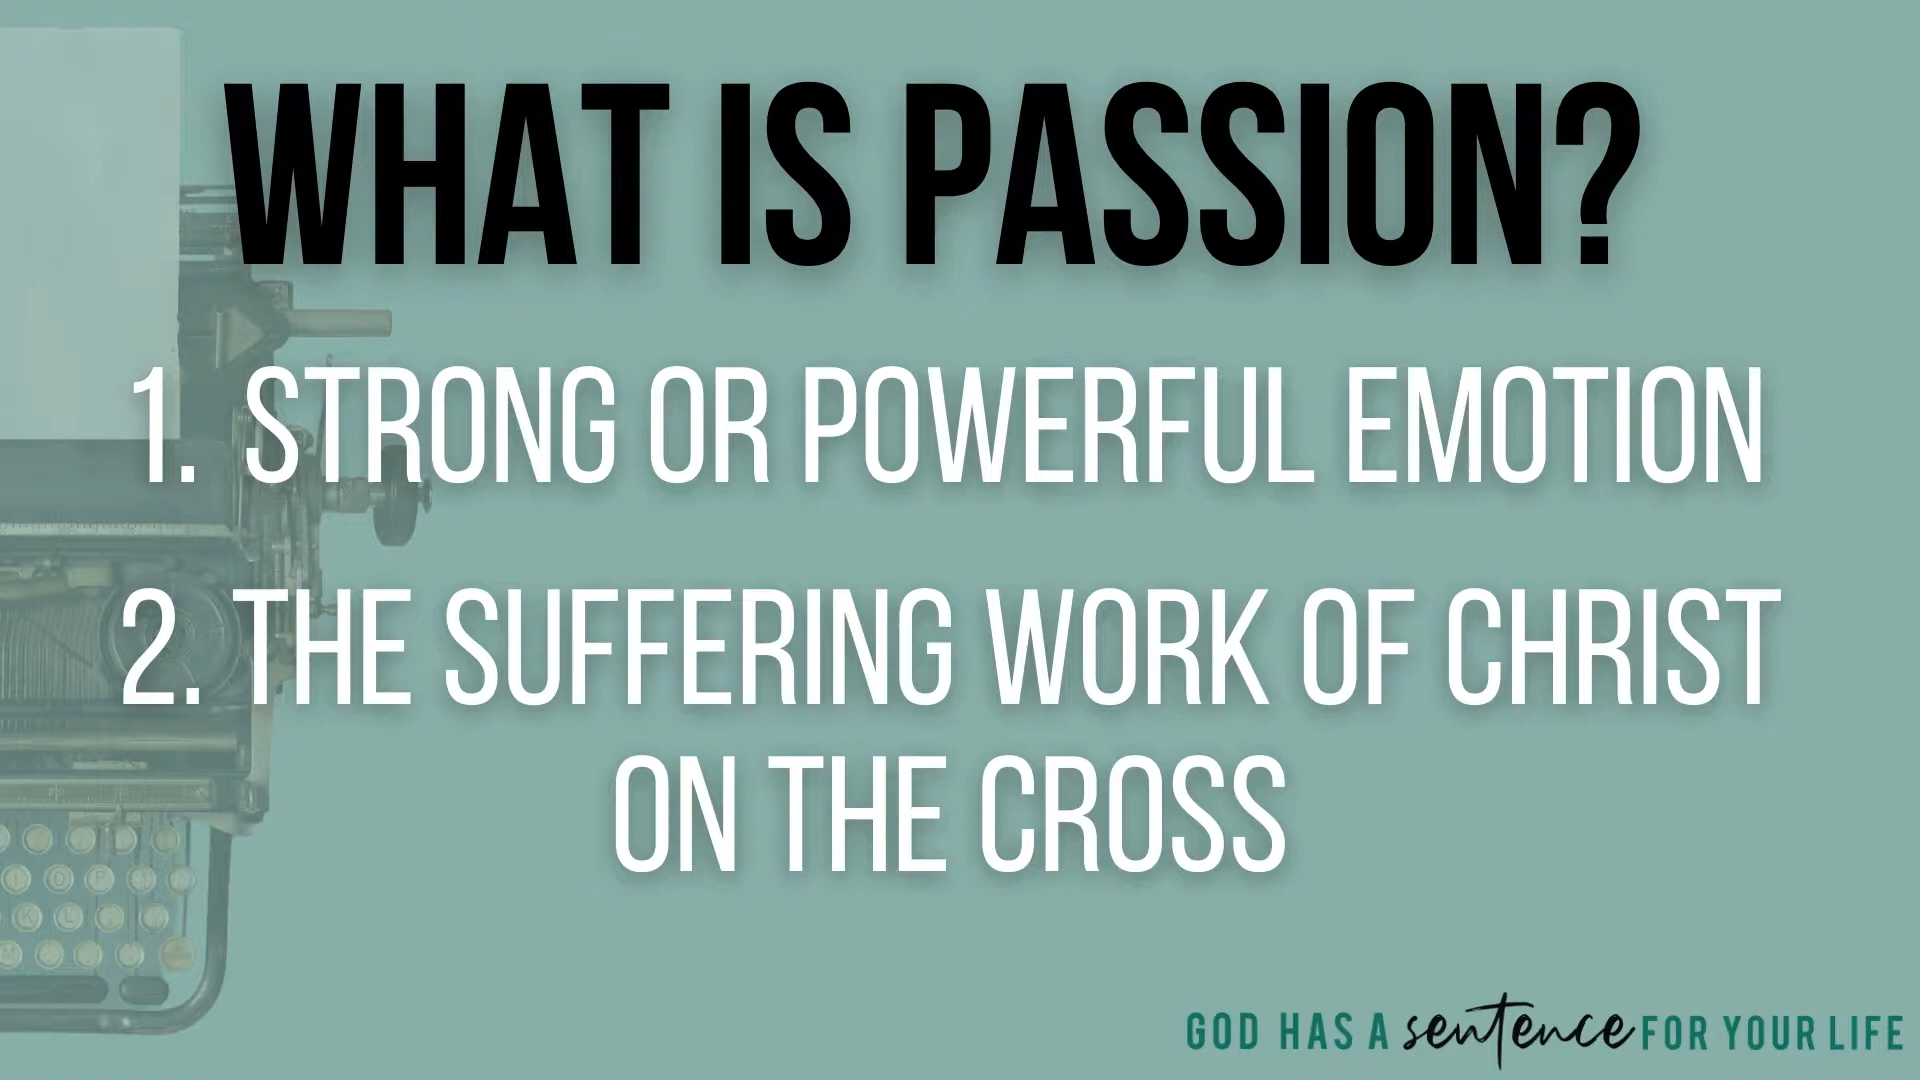 WHAT IS PASSION?
1. STRONG OR POWERFUL EMOTION
2. THE SUFFERING WORK OF CHRIST
ON THE CROSS
GOD HAS A sentence FOR YOUR LIFE